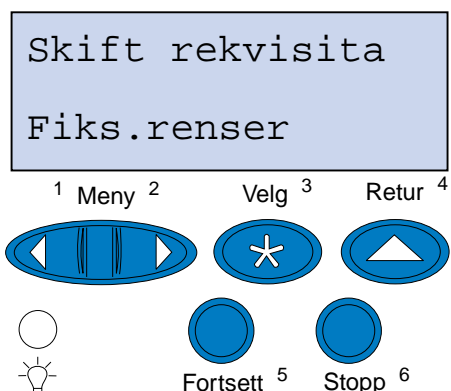 Skift rekvisita
Fiks.renser
1 Meny 2 Velg 3 Retur 4
Fortsett 5 Stopp 6